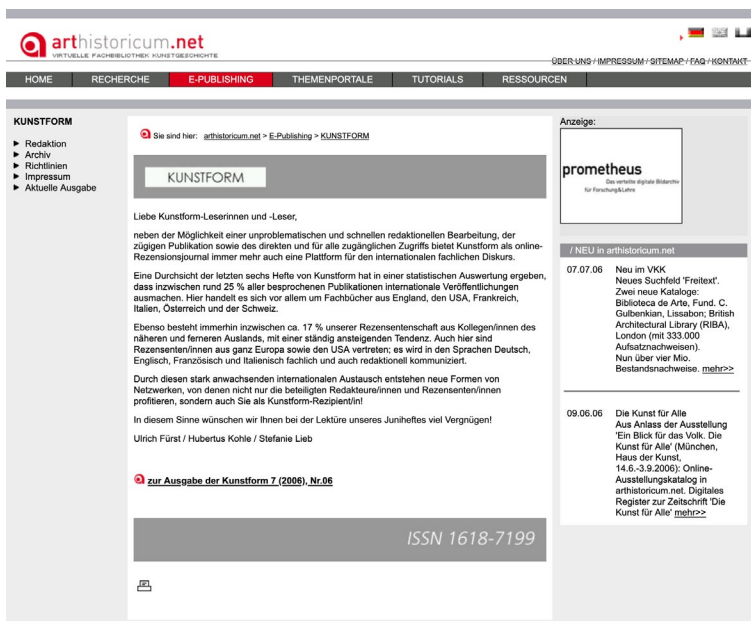 arthistoricum.net
VIRTUELLE FACHBIBLIOTHEK KUNSTGESCHICHTE
ÜBER UNS / IMPRESSUM / SITEMAP / FAQ / KONTAKT
HOME RECHERCHE E-PUBLISHING THEMENPORTALE TUTORIALS RESSOURCEN
KUNSTFORM
Redaktion
Archiv
Richtlinien
Impressum
Aktuelle Ausgabe
Sie sind hier: arthistoricum.net > E-Publishing > KUNSTFORM
KUNSTFORM
Liebe Kunstform-Leserinnen und -Leser,
neben der Möglichkeit einer unproblematischen und schnellen redaktionellen Bearbeitung, der
zügigen Publikation sowie des direkten und für alle zugänglichen Zugriffs bietet Kunstform als online-
Rezensionsjournal immer mehr auch eine Plattform für den internationalen fachlichen Diskurs.
Eine Durchsicht der letzten sechs Hefte von Kunstform hat in einer statistischen Auswertung ergeben,
dass inzwischen rund 25 % aller besprochenen Publikationen internationale Veröffentlichungen
ausmachen. Hier handelt es sich vor allem um Fachbücher aus England, den USA, Frankreich,
Italien, Österreich und der Schweiz.
Ebenso besteht immerhin inzwischen ca. 17 % unserer Rezensentenschaft aus Kollegen/innen des
näheren und ferneren Auslands, mit einer ständig ansteigenden Tendenz. Auch hier sind
Rezensenten/innen aus ganz Europa sowie den USA vertreten; es wird in den Sprachen Deutsch,
Englisch, Französisch und Italienisch fachlich und auch redaktionell kommuniziert.
Durch diesen stark anwachsenden internationalen Austausch entstehen neue Formen von
Netzwerken, von denen nicht nur die beteiligten Redakteure/innen und Rezensenten/innen
profitieren, sondern auch Sie als Kunstform-Rezipient/in!
In diesem Sinne wünschen wir Ihnen bei der Lektüre unseres Juniheftes viel Vergnügen!
Ulrich Fürst / Hubertus Kohle / Stefanie Lieb
zur Ausgabe der Kunstform 7 (2006), Nr.06
ISSN 1618-7199
Anzeige:
prometheus
Das verteilte digitale Bildarchiv
für Forschung&Lehre
/ NEU in arthistoricum.net
07.07.06 Neu im VKK
Neues Suchfeld 'Freitext'.
Zwei neue Kataloge:
Biblioteca de Arte, Fund. C.
Gulbenkian, Lissabon; British
Architectural Library (RIBA),
London (mit 333.000
Aufsatznachweisen).
Nun über vier Mio.
Bestandsnachweise. mehr>>
09.06.06 Die Kunst für Alle
Aus Anlass der Ausstellung
'Ein Blick für das Volk. Die
Kunst für Alle' (München,
Haus der Kunst,
14.6.-3.9.2006): Online-
Ausstellungskatalog in
arthistoricum.net. Digitales
Register zur Zeitschrift 'Die
Kunst für Alle' mehr>>